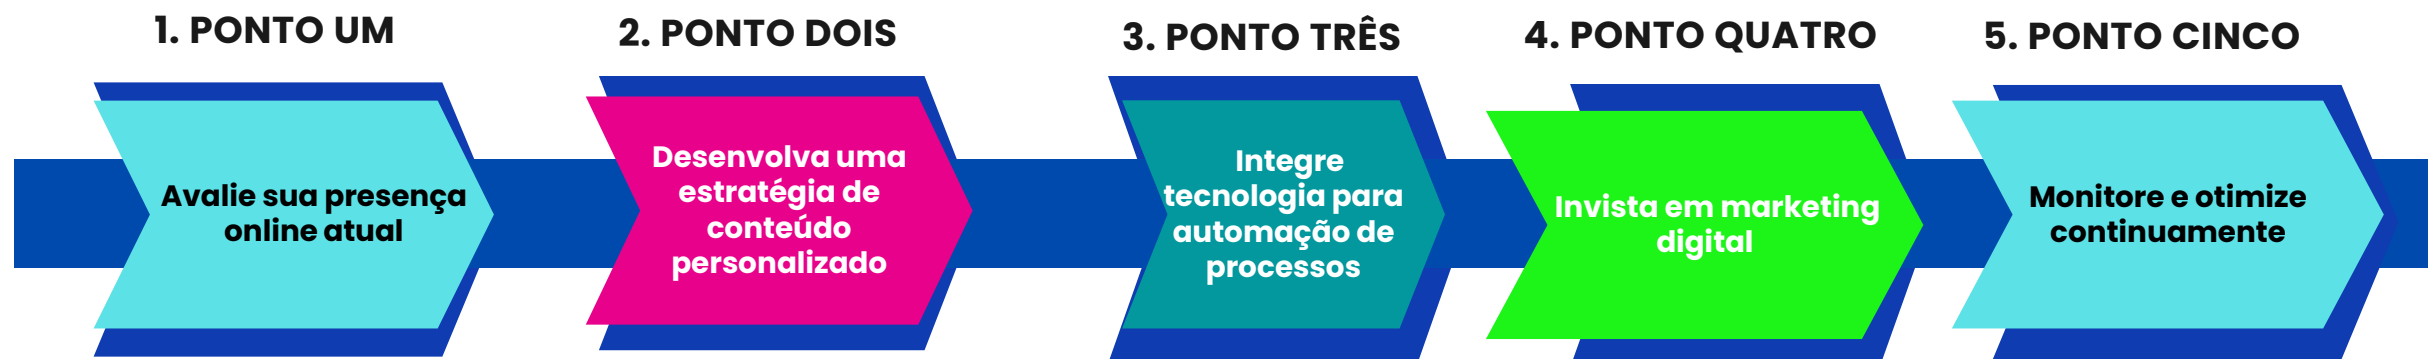 1. PONTO UM
Avalie sua presença
online atual
2. PONTO DOIS
Desenvolva uma
estratégia de
conteúdo
personalizado
3. PONTO TRÊS
Integre
tecnologia para
automação de
processos
4. PONTO QUATRO
Invista em marketing
digital
5. PONTO CINCO
Monitore e otimize
continuamente